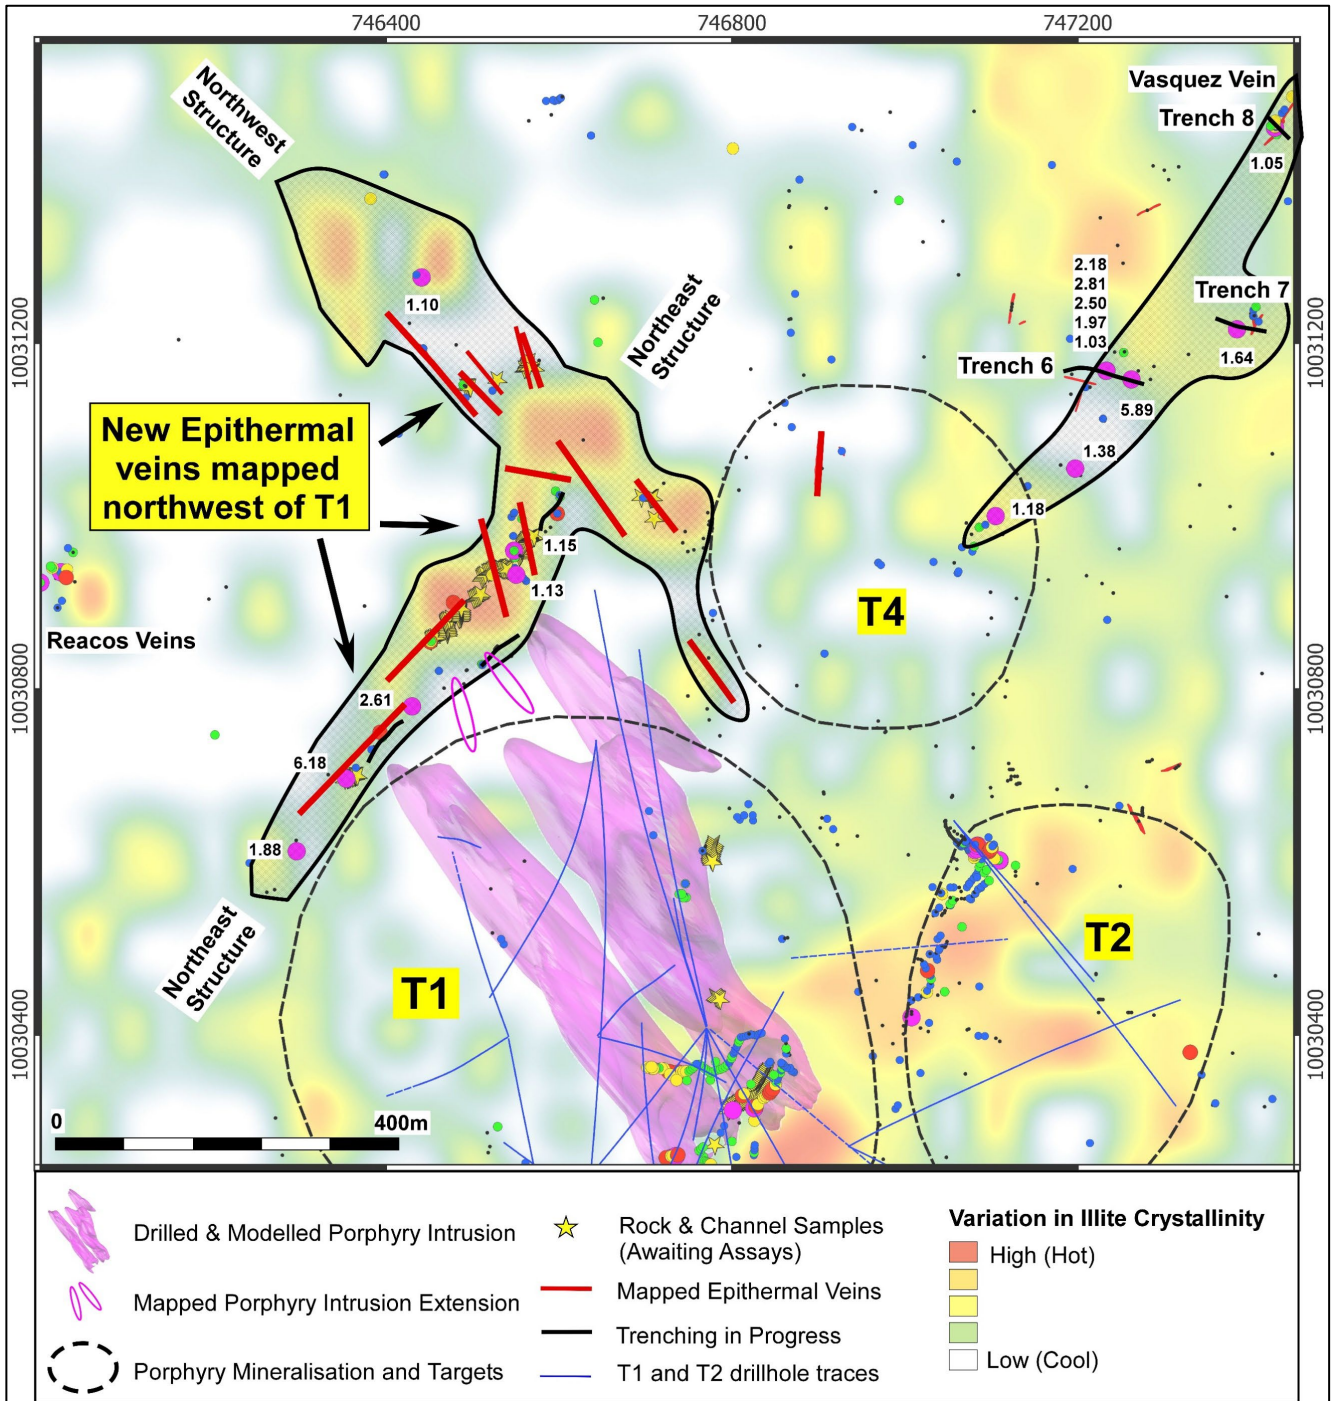 746400
746800
747200
Northwest
Structure
Vasquez Vein
Trench 8
1.05
10031200
10031200
1.10
Northeast
Structure
2.18
2.81
2.50
1.97
1.03
Trench 7
1.64
Trench 6
5.89
New Epithermal
veins mapped
northwest of T1
1.38
1.18
1.15
1.13
T4
Reacos Veins
10030800
10030800
2.61
6.18
1.88
Northeast
Structure
T2
T1
10030400
10030400
0
400m
Drilled & Modelled Porphyry Intrusion
Mapped Porphyry Intrusion Extension
Porphyry Mineralisation and Targets
Rock & Channel Samples
(Awaiting Assays)
Mapped Epithermal Veins
Trenching in Progress
T1 and T2 drillhole traces
Variation in Illite Crystallinity
High (Hot)
Low (Cool)